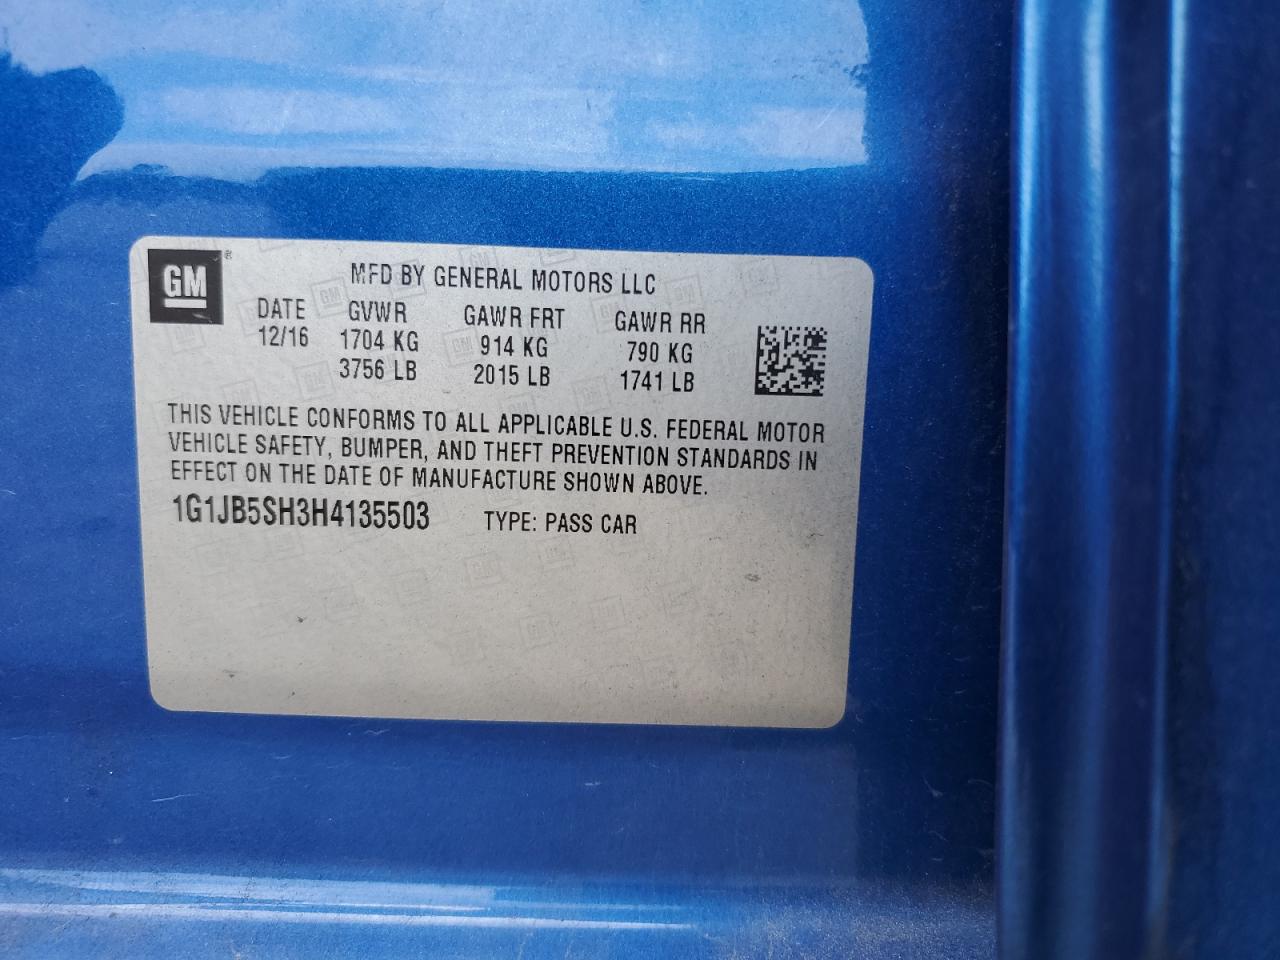 GM®
MFD BY GENERAL MOTORS LLC
DATE GVWR GAWR FRT GAWR RR
12/16 1704 KG 914 KG 790 KG
3756 LB 2015 LB 1741 LB
THIS VEHICLE CONFORMS TO ALL APPLICABLE U.S. FEDERAL MOTOR
VEHICLE SAFETY, BUMPER, AND THEFT PREVENTION STANDARDS IN
EFFECT ON THE DATE OF MANUFACTURE SHOWN ABOVE.
1G1JB5SH3H4135503 TYPE: PASS CAR